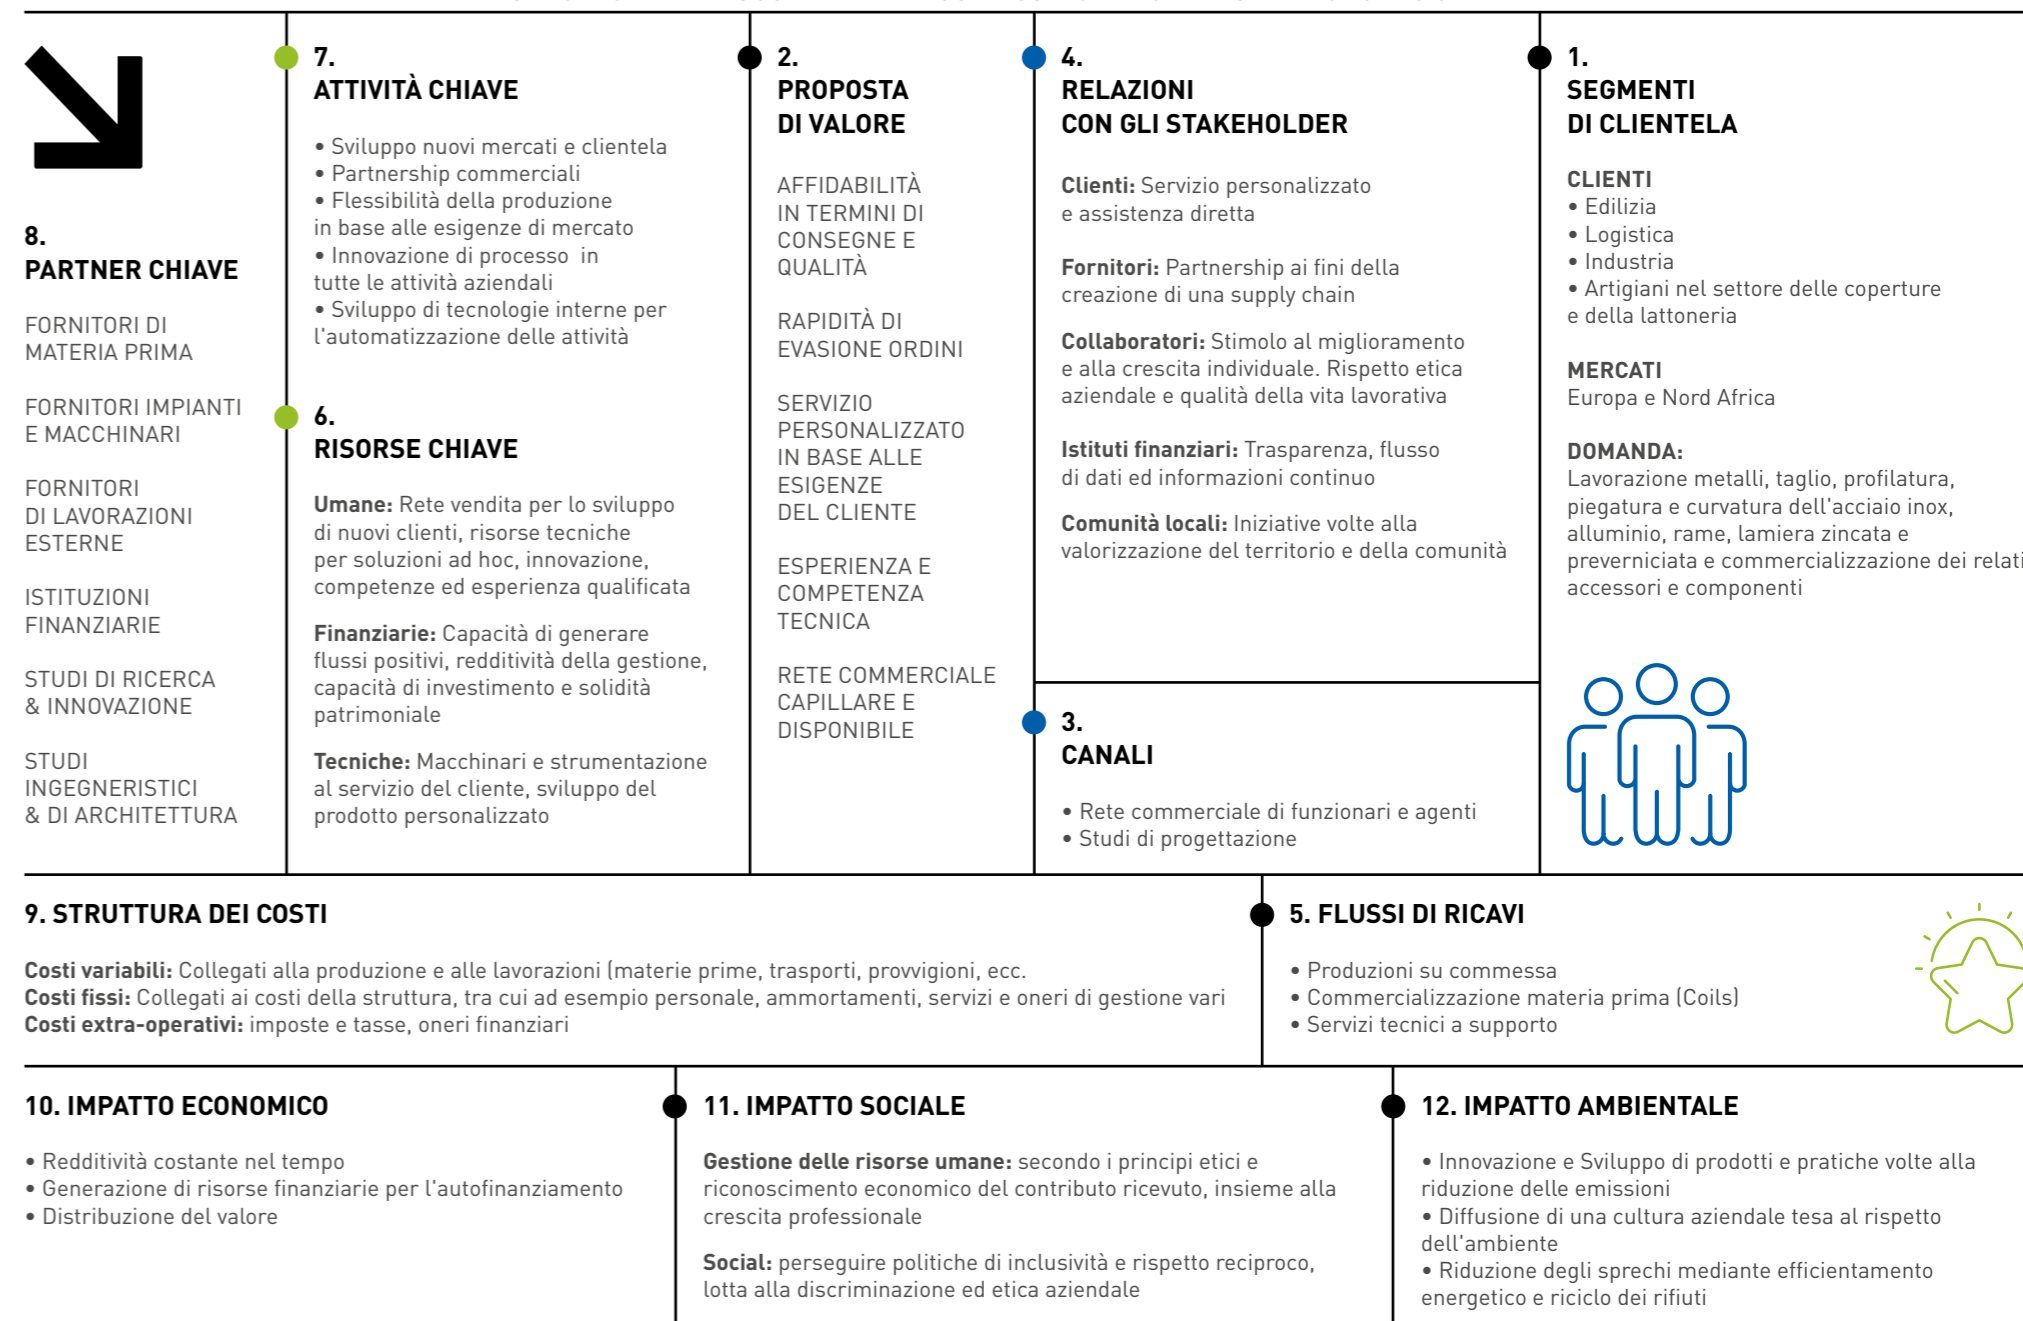 8.
PARTNER CHIAVE
FORNITORI DI
MATERIA PRIMA
FORNITORI IMPIANTI
E MACCHINARI
FORNITORI
DI LAVORAZIONI
ESTERNE
ISTITUZIONI
FINANZIARIE
STUDI DI RICERCA
& INNOVAZIONE
STUDI
INGEGNERISTICI
& DI ARCHITETTURA
7.
ATTIVITÀ CHIAVE
• Sviluppo nuovi mercati e clientela
• Partnership commerciali
• Flessibilità della produzione
in base alle esigenze di mercato
• Innovazione di processo in
tutte le attività aziendali
• Sviluppo di tecnologie interne per
l'automatizzazione delle attività
6.
RISORSE CHIAVE
Umane: Rete vendita per lo sviluppo
di nuovi clienti, risorse tecniche
per soluzioni ad hoc, innovazione,
competenze ed esperienza qualificata
Finanziarie: Capacità di generare
flussi positivi, redditività della gestione,
capacità di investimento e solidità
patrimoniale
Tecniche: Macchinari e strumentazione
al servizio del cliente, sviluppo del
prodotto personalizzato
2.
PROPOSTA
DI VALORE
AFFIDABILITÀ
IN TERMINI DI
CONSEGNE E
QUALITÀ
RAPIDITÀ DI
EVASIONE ORDINI
SERVIZIO
PERSONALIZZATO
IN BASE ALLE
ESIGENZE
DEL CLIENTE
ESPERIENZA E
COMPETENZA
TECNICA
RETE COMMERCIALE
CAPILLARE E
DISPONIBILE
4.
RELAZIONI
CON GLI STAKEHOLDER
Clienti: Servizio personalizzato
e assistenza diretta
Fornitori: Partnership ai fini della
creazione di una supply chain
Collaboratori: Stimolo al miglioramento
e alla crescita individuale. Rispetto etica
aziendale e qualità della vita lavorativa
Istituti finanziari: Trasparenza, flusso
di dati ed informazioni continuo
Comunità locali: Iniziative volte alla
valorizzazione del territorio e della comunità
3.
CANALI
• Rete commerciale di funzionari e agenti
• Studi di progettazione
1.
SEGMENTI
DI CLIENTELA
CLIENTI
• Edilizia
• Logistica
• Industria
• Artigiani nel settore delle coperture
e della lattoneria
MERCATI
Europa e Nord Africa
DOMANDA:
Lavorazione metalli, taglio, profilatura,
piegatura e curvatura dell'acciaio inox,
alluminio, rame, lamiera zincata e
preverniciata e commercializzazione dei relati
accessori e componenti
9. STRUTTURA DEI COSTI
Costi variabili: Collegati alla produzione e alle lavorazioni (materie prime, trasporti, provvigioni, ecc.
Costi fissi: Collegati ai costi della struttura, tra cui ad esempio personale, ammortamenti, servizi e oneri di gestione vari
Costi extra-operativi: imposte e tasse, oneri finanziari
5. FLUSSI DI RICAVI
• Produzioni su commessa
• Commercializzazione materia prima (Coils)
• Servizi tecnici a supporto
10. IMPATTO ECONOMICO
• Redditività costante nel tempo
• Generazione di risorse finanziarie per l'autofinanziamento
• Distribuzione del valore
11. IMPATTO SOCIALE
Gestione delle risorse umane: secondo i principi etici e
riconoscimento economico del contributo ricevuto, insieme alla
crescita professionale
Social: perseguire politiche di inclusività e rispetto reciproco,
lotta alla discriminazione ed etica aziendale
12. IMPATTO AMBIENTALE
• Innovazione e Sviluppo di prodotti e pratiche volte alla
riduzione delle emissioni
• Diffusione di una cultura aziendale tesa al rispetto
dell'ambiente
• Riduzione degli sprechi mediante efficientamento
energetico e riciclo dei rifiuti